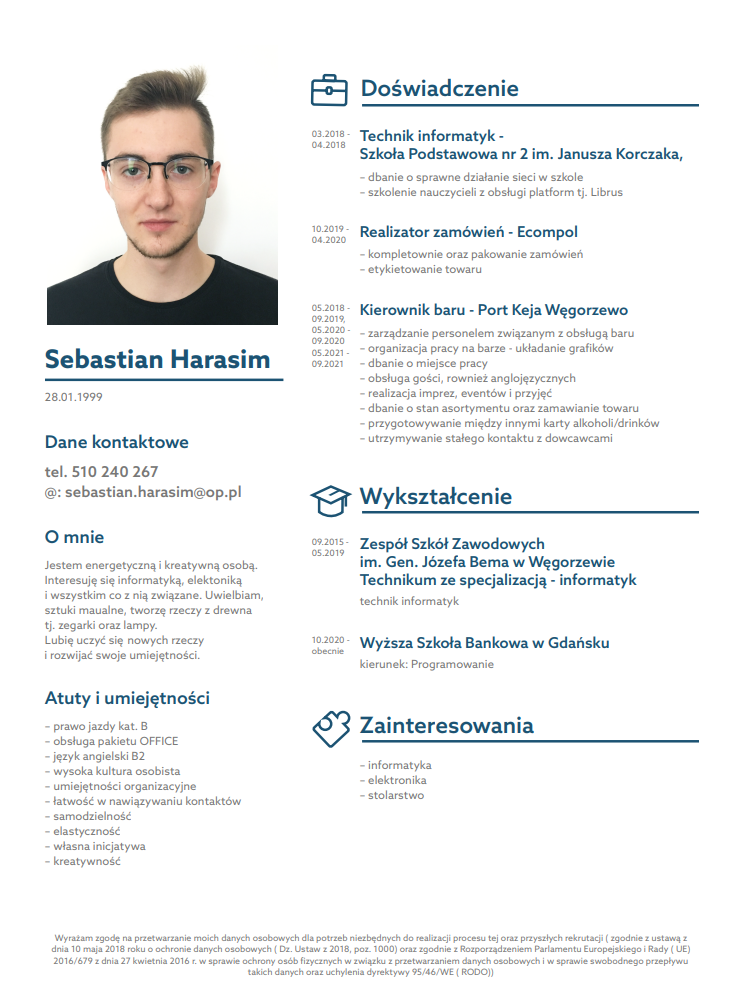 Sebastian Harasim
28.01.1999
Dane kontaktowe
tel. 510 240 267
@: sebastian.harasim@op.pl
O mnie
Jestem energetyczną i kreatywną osobą.
Interesuję się informatyką, elektoniką
i wszystkim co z nią związane. Uwielbiam,
sztuki maualne, tworzę rzeczy z drewna
tj. zegarki oraz lampy.
Lubię uczyć się nowych rzeczy
i rozwijać swoje umiejętności.
Atuty i umiejętności
– prawo jazdy kat. B
– obsługa pakietu OFFICE
– język angielski B2
– wysoka kultura osobista
– umiejętności organizacyjne
– łatwość w nawiązywaniu kontaktów
– samodzielność
– elastyczność
– własna inicjatywa
– kreatywność
Doświadczenie
03.2018 -
04.2018
Technik informatyk -
Szkoła Podstawowa nr 2 im. Janusza Korczaka,
– dbanie o sprawne działanie sieci w szkole
– szkolenie nauczycieli z obsługi platform tj. Librus
10.2019 -
04.2020
Realizator zamówień - Ecompol
– kompletownie oraz pakowanie zamówień
– etykietowanie towaru
05.2018 -
09.2019,
05.2020 -
09.2020
05.2021 -
09.2021
Kierownik baru - Port Keja Węgorzewo
– zarządzanie personelem związanym z obsługą baru
– organizacja pracy na barze - układanie grafików
– dbanie o miejsce pracy
– obsługa gości, rownież anglojęzycznych
– realizacja imprez, eventów i przyjęć
– dbanie o stan asortymentu oraz zamawianie towaru
– przygotowywanie między innymi karty alkoholi/drinków
– utrzymywanie stałego kontaktu z dowcawcami
Wykształcenie
09.2015 -
05.2019
Zespół Szkół Zawodowych
im. Gen. Józefa Bema w Węgorzewie
Technikum ze specjalizacją - informatyk
technik informatyk
10.2020 -
obecnie
Wyższa Szkoła Bankowa w Gdańsku
kierunek: Programowanie
Zainteresowania
– informatyka
– elektronika
– stolarstwo
Wyrażam zgodę na przetwarzanie moich danych osobowych dla potrzeb niezbędnych do realizacji procesu tej oraz przyszłych rekrutacji ( zgodnie z ustawą z
dnia 10 maja 2018 roku o ochronie danych osobowych ( Dz. Ustaw z 2018, poz. 1000) oraz zgodnie z Rozporządzeniem Parlamentu Europejskiego i Rady ( UE)
2016/679 z dnia 27 kwietnia 2016 r. w sprawie ochrony osób fizycznych w związku z przetwarzaniem danych osobowych i w sprawie swobodnego przepływu
takich danych oraz uchylenia dyrektywy 95/46/WE ( RODO))